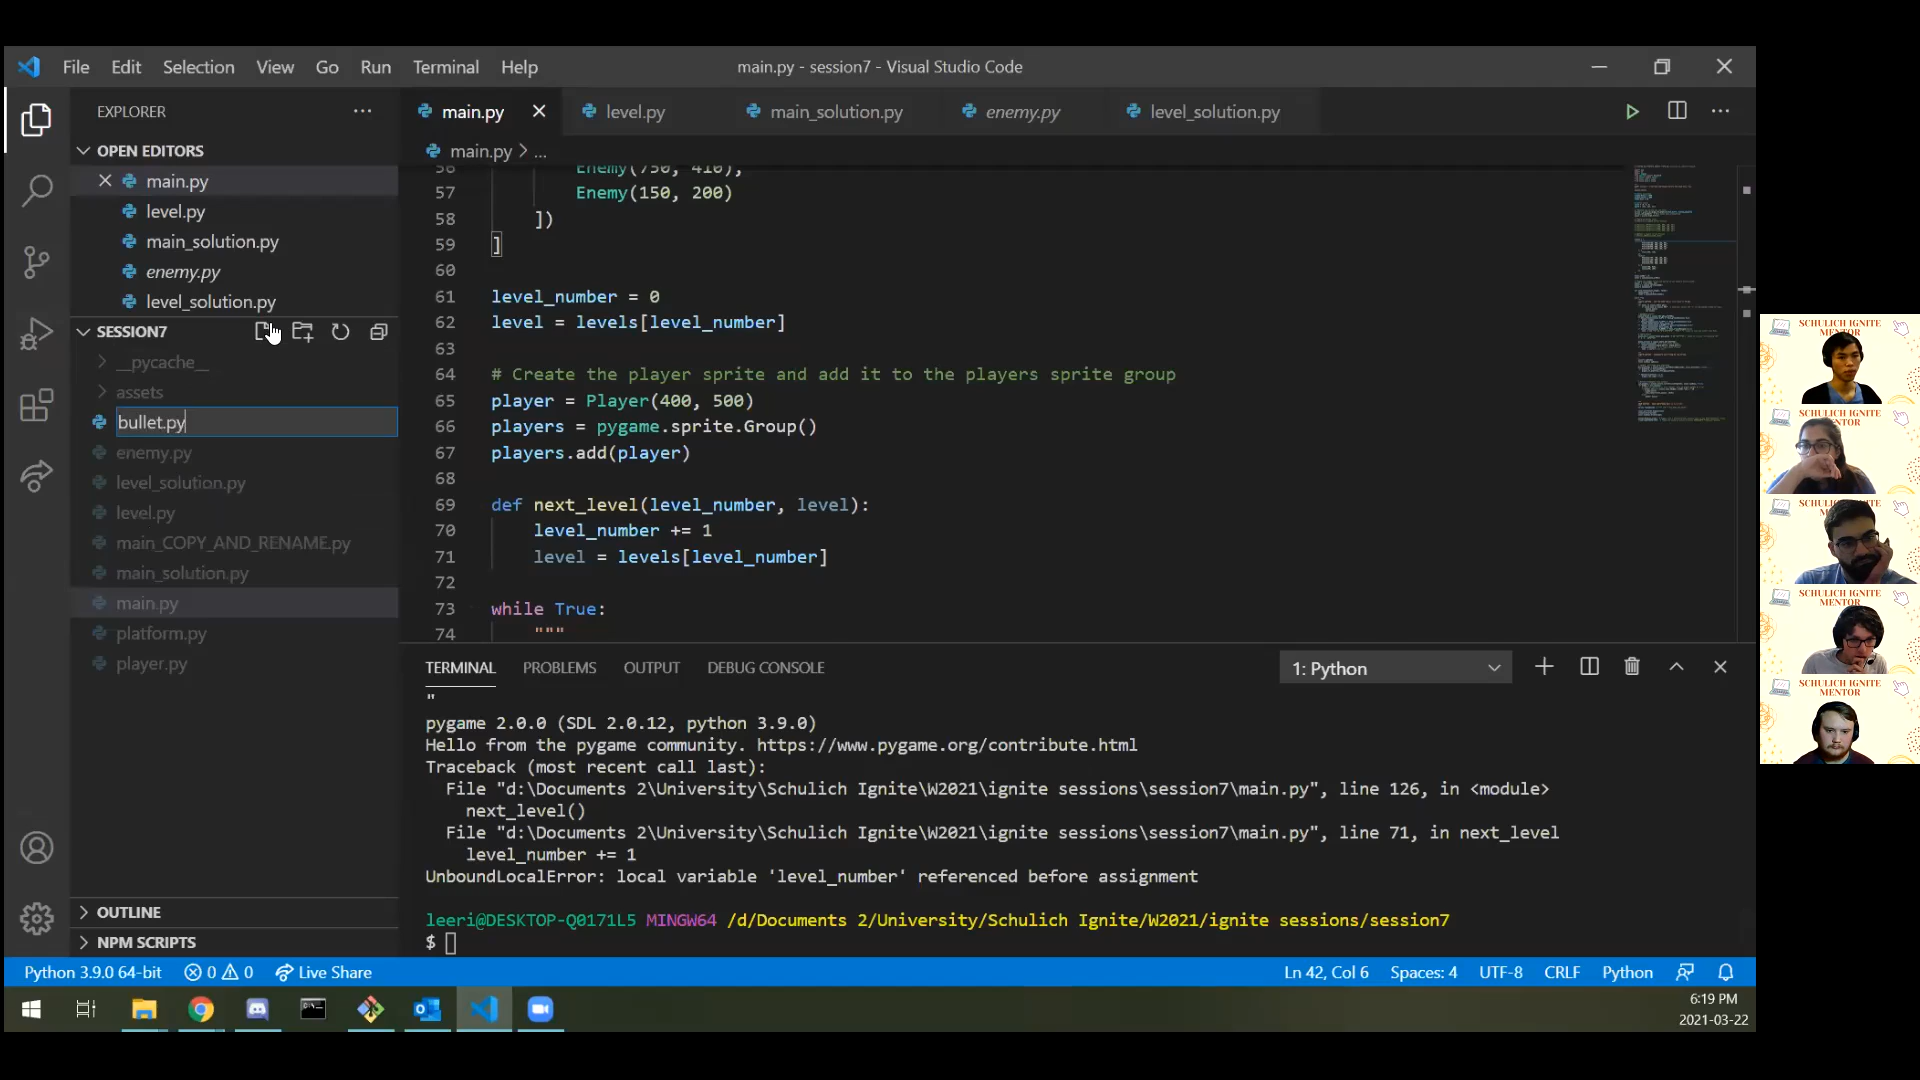 File Edit Selection View Go Run Terminal Help
main.py - session7 - Visual Studio Code
EXPLORER
OPEN EDITORS
main.py
level.py
main_solution.py
enemy.py
level_solution.py
SESSION7
__pycache__
assets
bullet.py
enemy.py
level_solution.py
level.py
main_COPY_AND_RENAME.py
main_solution.py
main.py
platform.py
player.py
OUTLINE
NPM SCRIPTS
main.py level.py main_solution.py enemy.py level_solution.py
main.py > ...
56 Enemy(750, 410),
57 Enemy(150, 200)
58 ])
59 ]
60
61 level_number = 0
62 level = levels[level_number]
63
64 # Create the player sprite and add it to the players sprite group
65 player = Player(400, 500)
66 players = pygame.sprite.Group()
67 players.add(player)
68
69 def next_level(level_number, level):
70 level_number += 1
71 level = levels[level_number]
72
73 while True:
74 """
TERMINAL PROBLEMS OUTPUT DEBUG CONSOLE
1: Python
"
pygame 2.0.0 (SDL 2.0.12, python 3.9.0)
Hello from the pygame community. https://www.pygame.org/contribute.html
Traceback (most recent call last):
File "d:\Documents 2\University\Schulich Ignite\W2021\ignite sessions\session7\main.py", line 126, in <module>
next_level()
File "d:\Documents 2\University\Schulich Ignite\W2021\ignite sessions\session7\main.py", line 71, in next_level
level_number += 1
UnboundLocalError: local variable 'level_number' referenced before assignment
leeri@DESKTOP-Q0171L5 MINGW64 /d/Documents 2/University/Schulich Ignite/W2021/ignite sessions/session7
$
Python 3.9.0 64-bit 0 0 Live Share
Ln 42, Col 6 Spaces: 4 UTF-8 CRLF Python
6:19 PM
2021-03-22
SCHULICH IGNITE
MENTOR
SCHULICH IGNITE
MENTOR
SCHULICH IGNITE
MENTOR
SCHULICH IGNITE
MENTOR
SCHULICH IGNITE
MENTOR